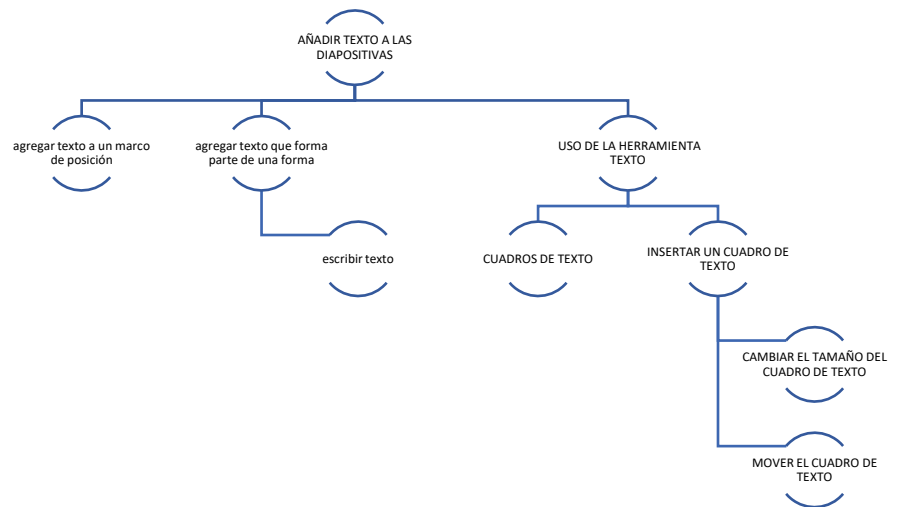 AÑADIR TEXTO A LAS
DIAPOSITIVAS
agregar texto a un marco
de posición
agregar texto que forma
parte de una forma
USO DE LA HERRAMIENTA
TEXTO
escribir texto
CUADROS DE TEXTO
INSERTAR UN CUADRO DE
TEXTO
CAMBIAR EL TAMAÑO DEL
CUADRO DE TEXTO
MOVER EL CUADRO DE
TEXTO